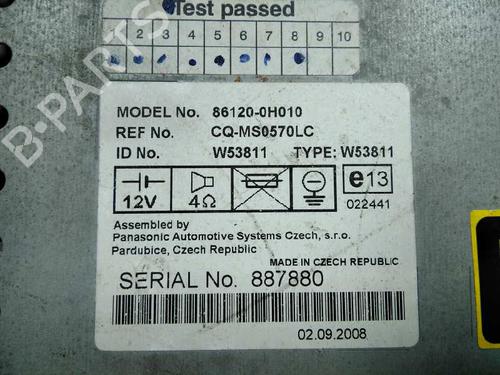 Test passed
1 2 3 4 5 6 7 8 9 10
MODEL No. 86120-0H010
REF No. CQ-MS0570LC
ID No. W53811 TYPE: W53811
12V 4Ω e13
022441
Assembled by
Panasonic Automotive Systems Czech, s.r.o.
Pardubice, Czech Republic
MADE IN CZECH REPUBLIC
SERIAL No. 887880
02.09.2008
B-PARTS